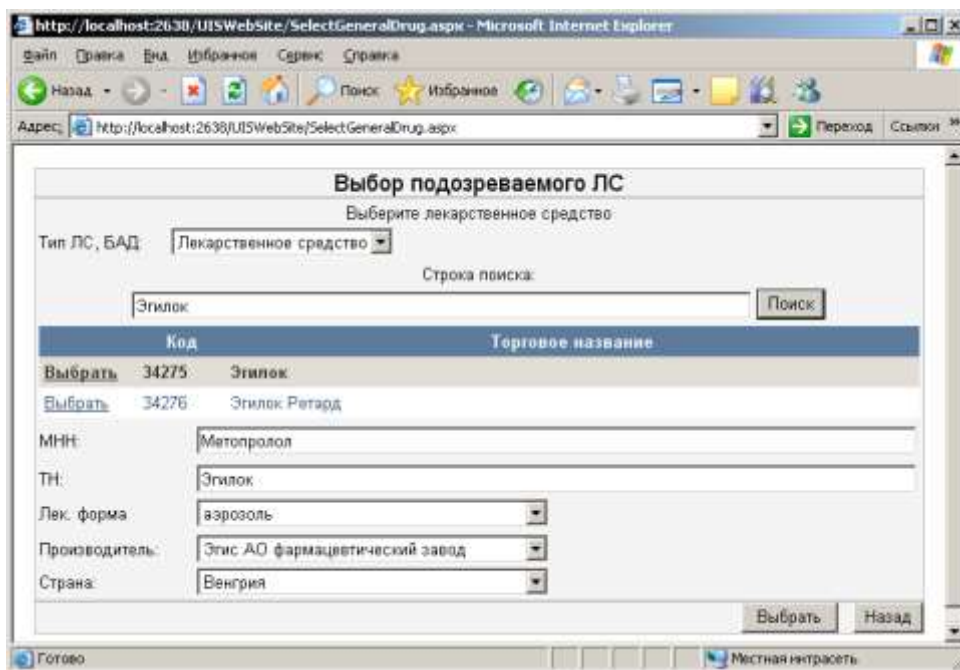 http://localhost:2638/UISWebSite/SelectGeneralDrug.aspx - Microsoft Internet Explorer
Файл Правка Вид Избранное Сервис Справка
Назад Поиск Избранное
Адрес: http://localhost:2638/UISWebSite/SelectGeneralDrug.aspx Переход Ссылки »
Выбор подозреваемого ЛС
Выберите лекарственное средство
Тип ЛС, БАД: Лекарственное средство
Строка поиска:
Эгилок Поиск
Код Торговое название
Выбрать 34275 Эгилок
Выбрать 34276 Эгилок Ретард
МНН: Метопролол
ТН: Эгилок
Лек. форма аэрозоль
Производитель: Эгис АО фармацевтический завод
Страна: Венгрия
Выбрать Назад
Готово Местная интрасеть